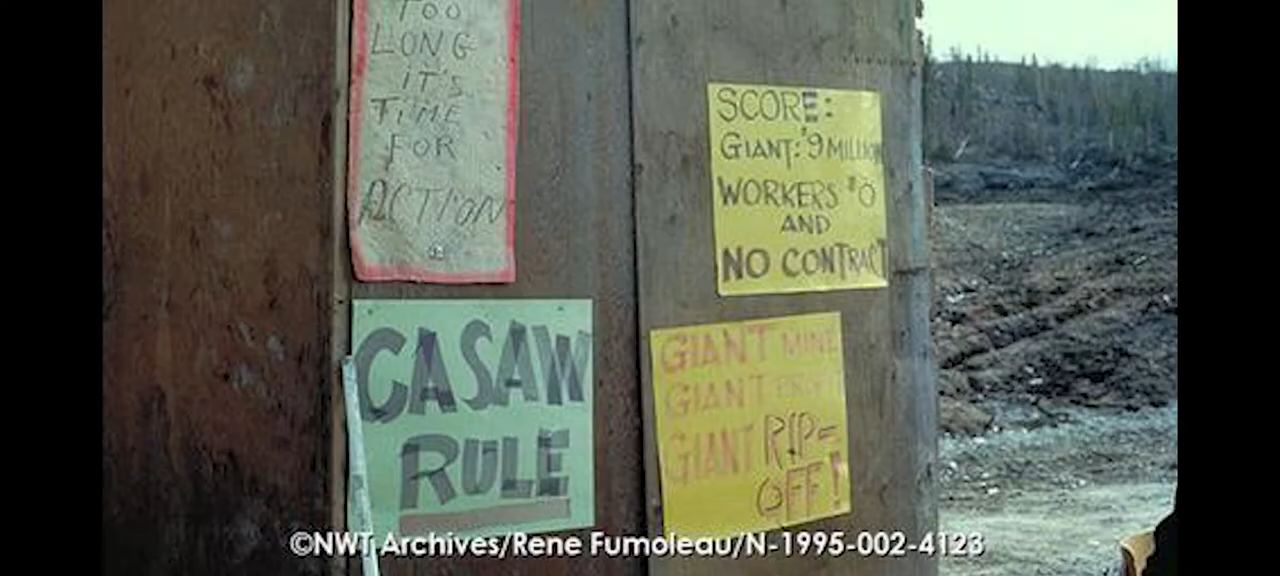 TOO
LONG
IT'S
TIME
FOR
ACTION
SCORE:
GIANT: $9 MILLION
WORKERS $0
AND
NO CONTRACT
CASAW
RULE
GIANT MINE
GIANT
GIANT RIP-
OFF!
©NWT Archives/Rene Fumoleau/N-1995-002-4123